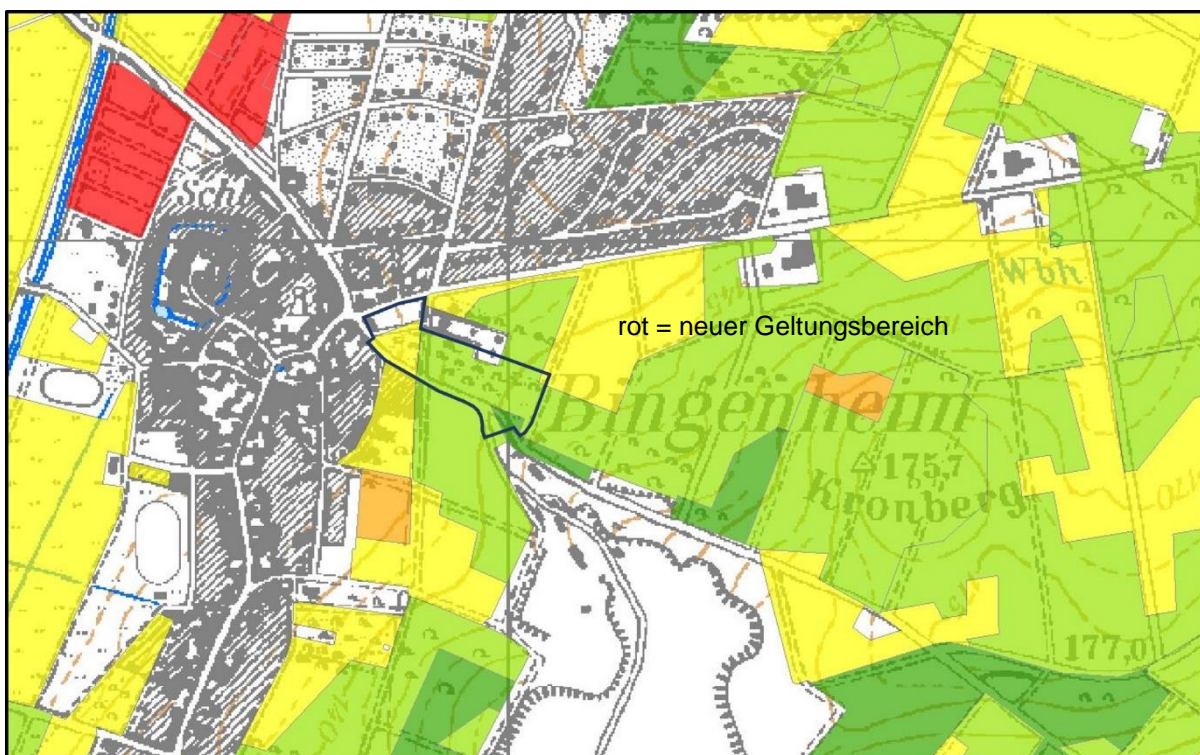 Schl
rot = neuer Geltungsbereich
Wbh
Bingenheim
175,7
Kronberg
177,0